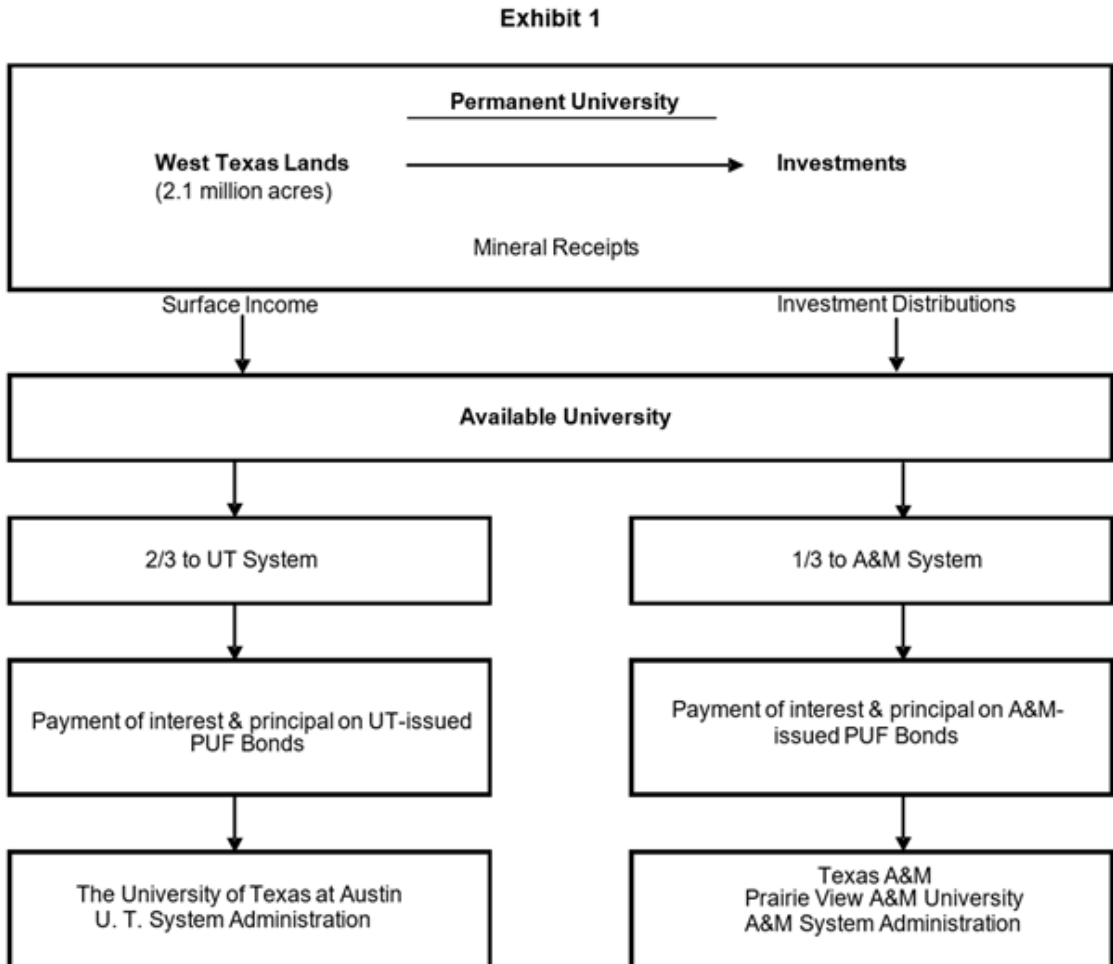 Exhibit 1
Permanent University
West Texas Lands
(2.1 million acres)
Investments
Mineral Receipts
Surface Income
Investment Distributions
Available University
2/3 to UT System
1/3 to A&M System
Payment of interest & principal on UT-issued
PUF Bonds
Payment of interest & principal on A&M-
issued PUF Bonds
The University of Texas at Austin
U. T. System Administration
Texas A&M
Prairie View A&M University
A&M System Administration